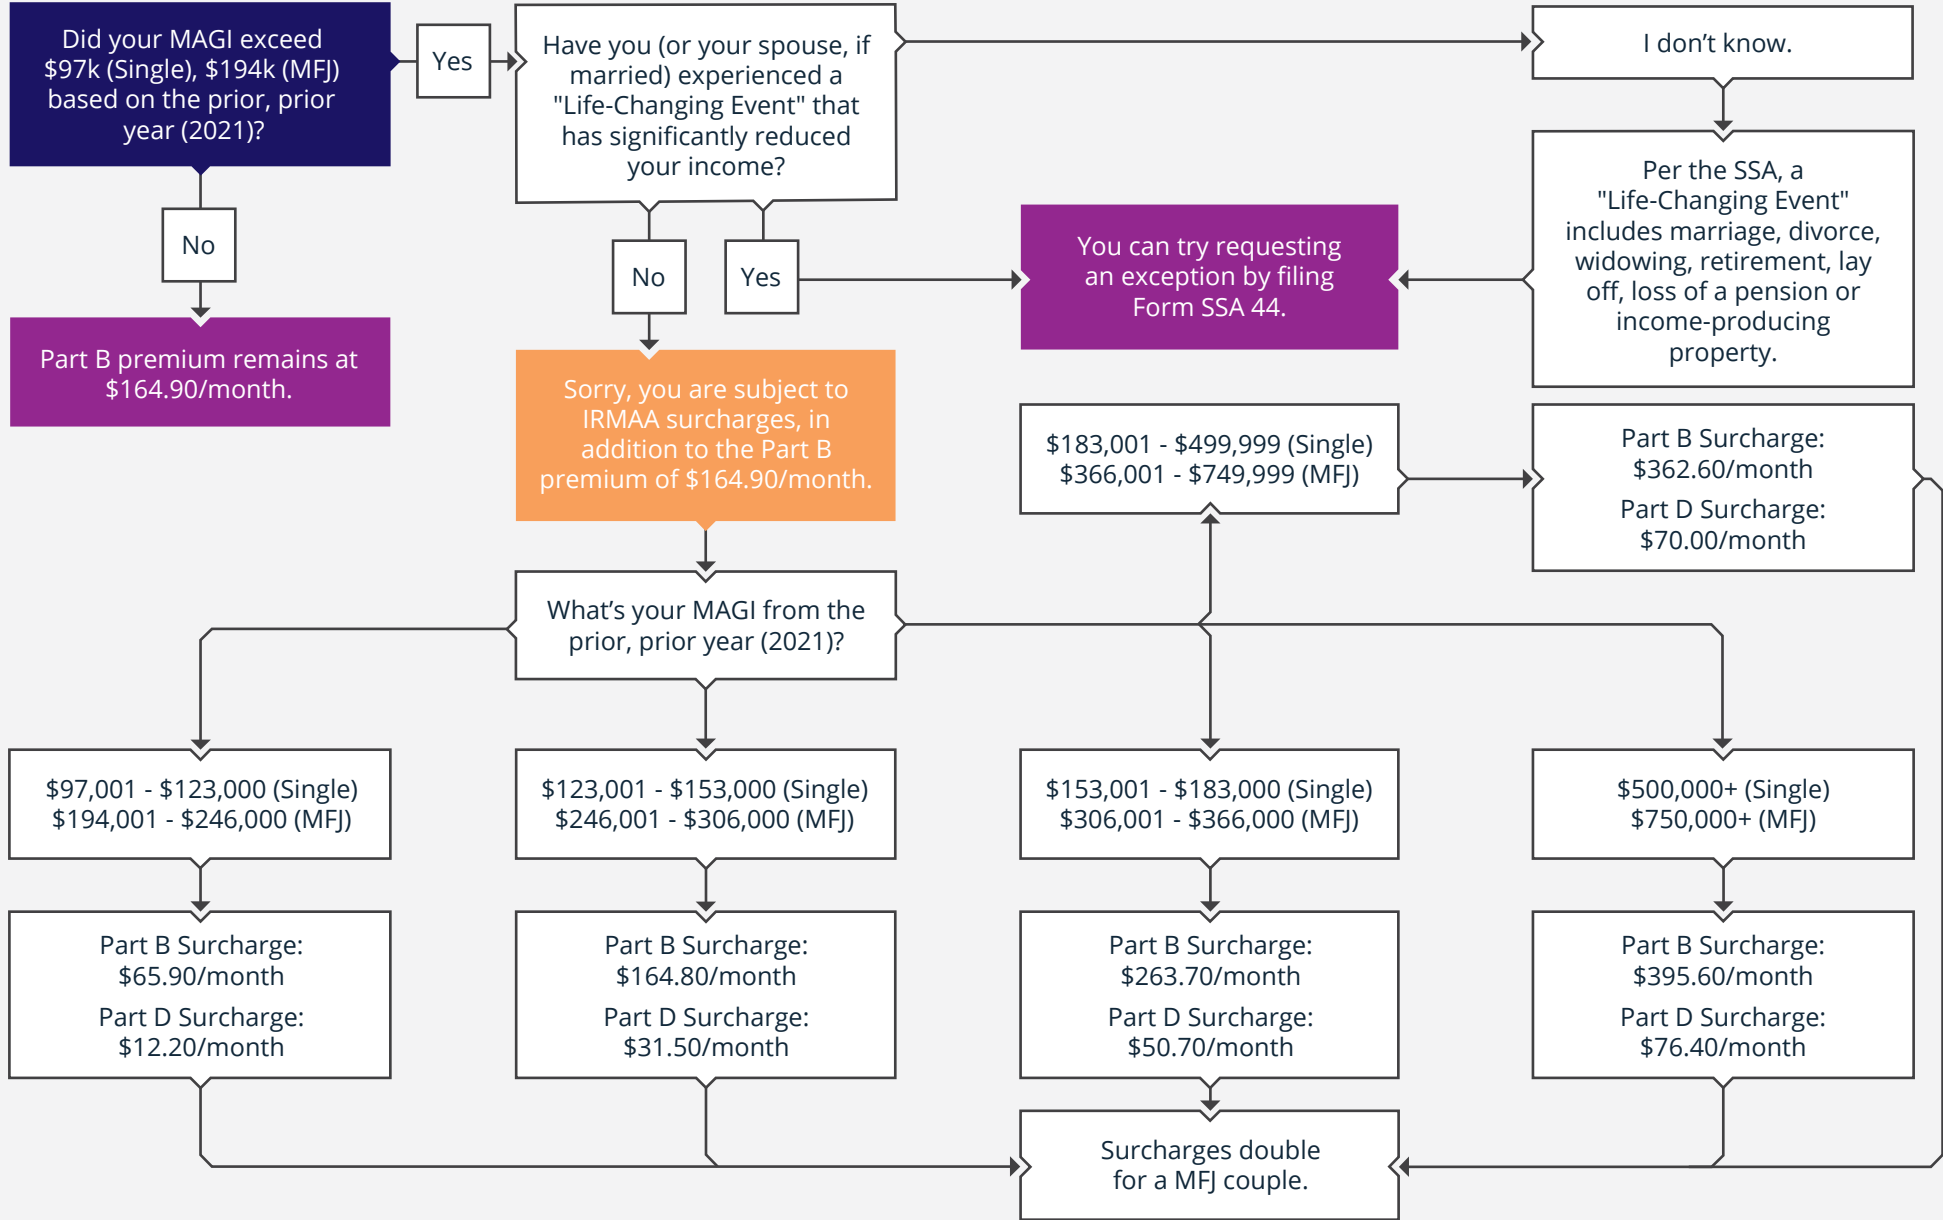 Did your MAGI exceed
$97k (Single), $194k (MFJ)
based on the prior, prior
year (2021)?
Yes
No
Part B premium remains at
$164.90/month.
Have you (or your spouse, if
married) experienced a
"Life-Changing Event" that
has significantly reduced
your income?
No
Yes
I don’t know.
Per the SSA, a
"Life-Changing Event"
includes marriage, divorce,
widowing, retirement, lay
off, loss of a pension or
income-producing
property.
You can try requesting
an exception by filing
Form SSA 44.
Sorry, you are subject to
IRMAA surcharges, in
addition to the Part B
premium of $164.90/month.
What’s your MAGI from the
prior, prior year (2021)?
$183,001 - $499,999 (Single)
$366,001 - $749,999 (MFJ)
Part B Surcharge:
$362.60/month
Part D Surcharge:
$70.00/month
$97,001 - $123,000 (Single)
$194,001 - $246,000 (MFJ)
$123,001 - $153,000 (Single)
$246,001 - $306,000 (MFJ)
$153,001 - $183,000 (Single)
$306,001 - $366,000 (MFJ)
$500,000+ (Single)
$750,000+ (MFJ)
Part B Surcharge:
$65.90/month
Part D Surcharge:
$12.20/month
Part B Surcharge:
$164.80/month
Part D Surcharge:
$31.50/month
Part B Surcharge:
$263.70/month
Part D Surcharge:
$50.70/month
Part B Surcharge:
$395.60/month
Part D Surcharge:
$76.40/month
Surcharges double
for a MFJ couple.